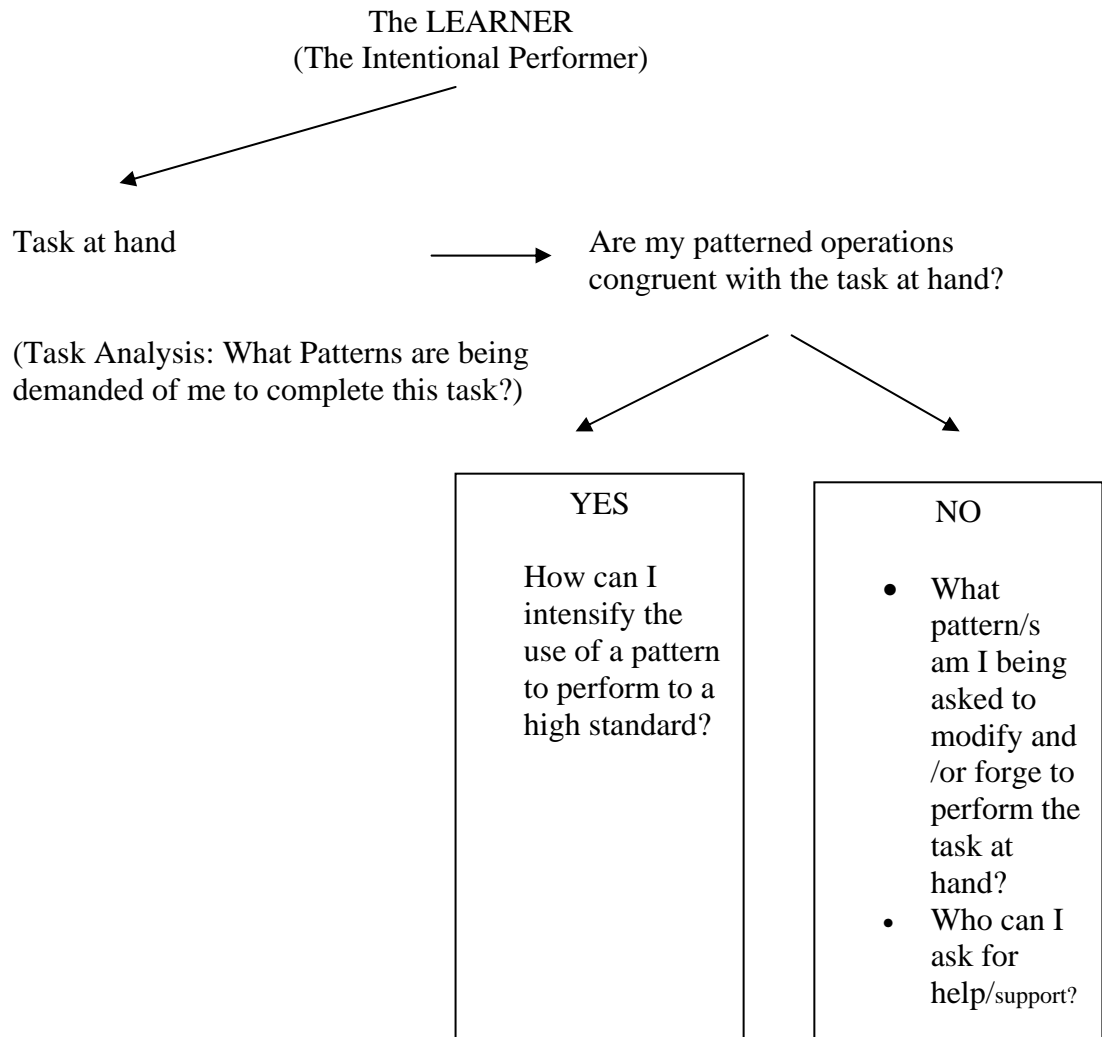 The LEARNER
(The Intentional Performer)
Task at hand
Are my patterned operations
congruent with the task at hand?
(Task Analysis: What Patterns are being
demanded of me to complete this task?)
YES
How can I
intensify the
use of a pattern
to perform to a
high standard?
NO
• What
pattern/s
am I being
asked to
modify and
/or forge to
perform the
task at
hand?
• Who can I
ask for
help/support?